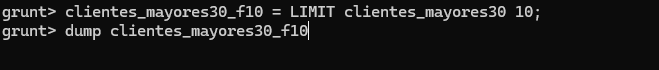 grunt> clientes_mayores30_f10 = LIMIT clientes_mayores30 10;
grunt> dump clientes_mayores30_f10